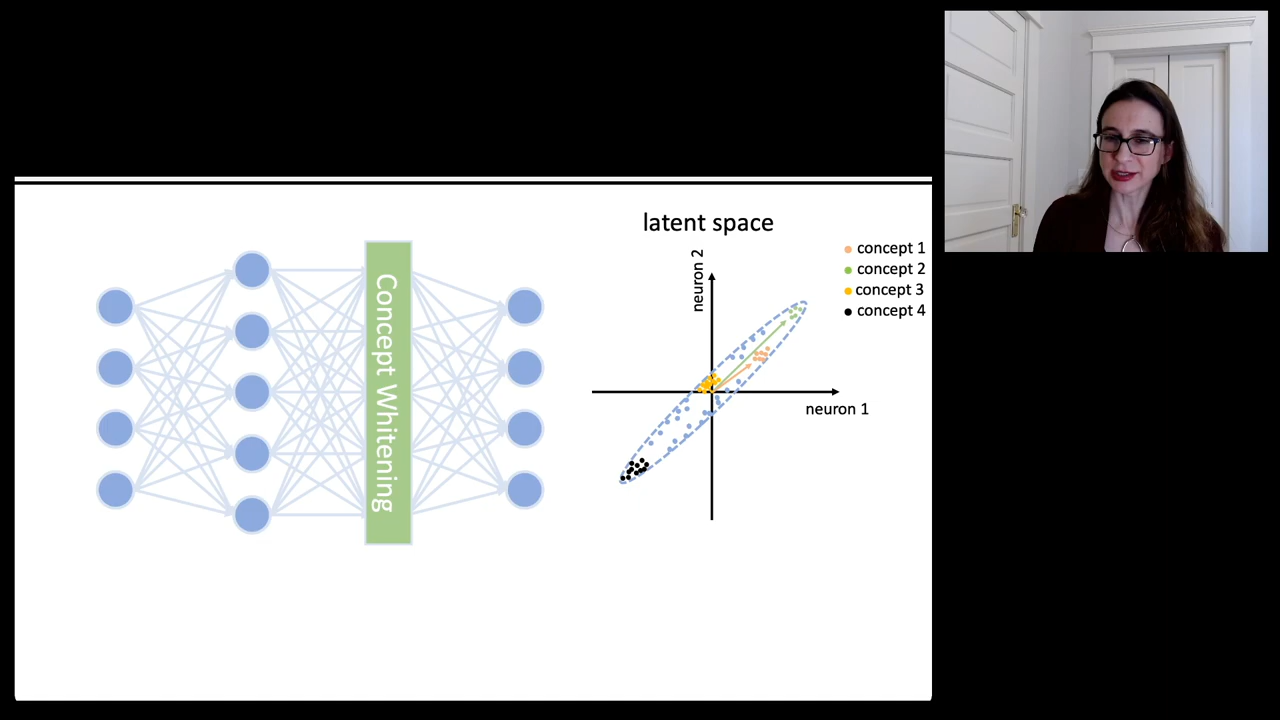 Concept Whitening
latent space
neuron 2
neuron 1
concept 1
concept 2
concept 3
concept 4